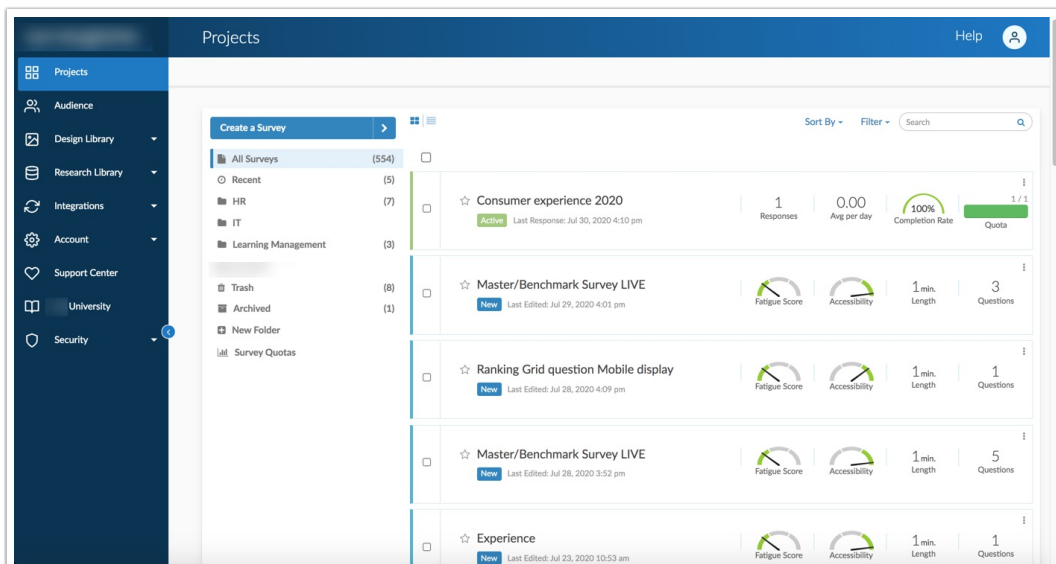 Projects
Help
Projects
Audience
Design Library
Research Library
Integrations
Account
Support Center
University
Security
Create a Survey
All Surveys (554)
Recent (5)
HR (7)
IT
Learning Management (3)
Trash (8)
Archived (1)
New Folder
Survey Quotas
Sort By
Filter
Search
Consumer experience 2020
Active Last Response: Jul 30, 2020 4:10 pm
1
Responses
0.00
Avg per day
100%
Completion Rate
1 / 1
Quota
Master/Benchmark Survey LIVE
New Last Edited: Jul 29, 2020 4:01 pm
Fatigue Score
Accessibility
1 min.
Length
3
Questions
Ranking Grid question Mobile display
New Last Edited: Jul 28, 2020 4:09 pm
Fatigue Score
Accessibility
1 min.
Length
1
Questions
Master/Benchmark Survey LIVE
New Last Edited: Jul 28, 2020 3:52 pm
Fatigue Score
Accessibility
1 min.
Length
5
Questions
Experience
New Last Edited: Jul 23, 2020 10:53 am
Fatigue Score
Accessibility
1 min.
Length
1
Questions